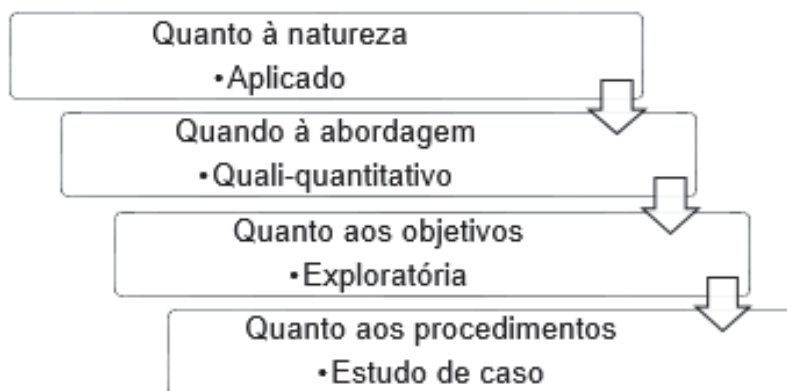 Quanto à natureza
•Aplicado
Quando à abordagem
•Quali-quantitativo
Quanto aos objetivos
•Exploratória
Quanto aos procedimentos
•Estudo de caso